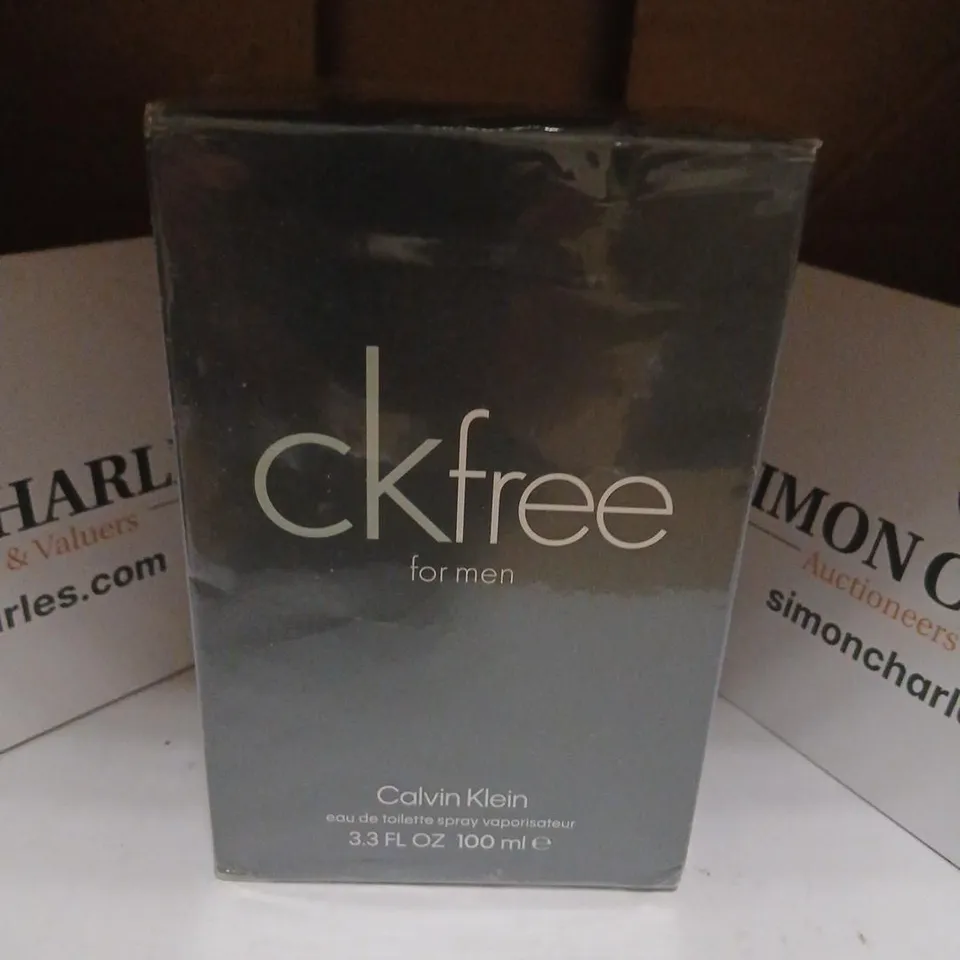 ckfree
for men
Calvin Klein
eau de toilette spray vaporisateur
3.3 FL OZ 100 ml e
HARL
& Valuers
rles.com
IMON C
Auctioneers
simoncharles